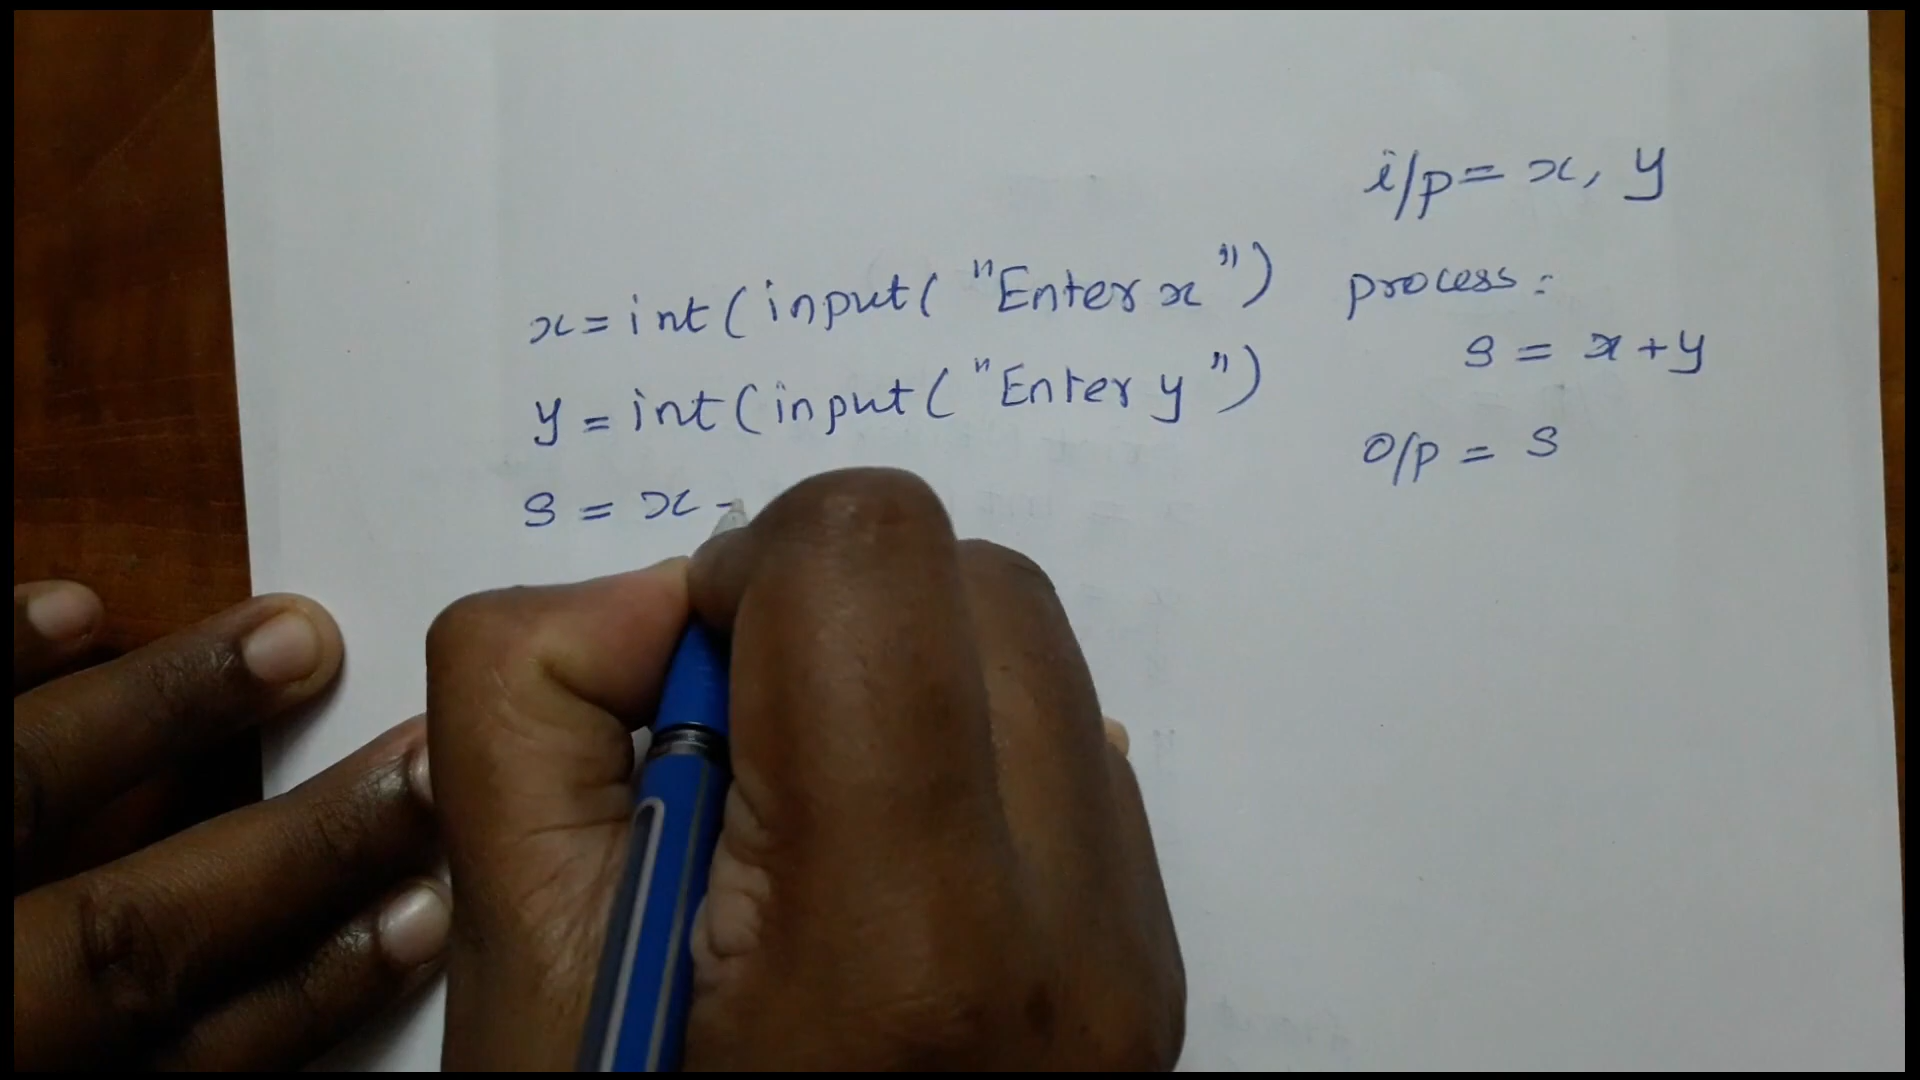 x = int(input("Enter x")
y = int(input("Enter y")
s = x -
i/p = x, y
process:
s = x + y
o/p = s